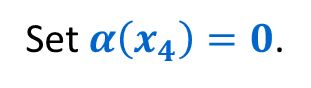 Set α(x₄) = 0.